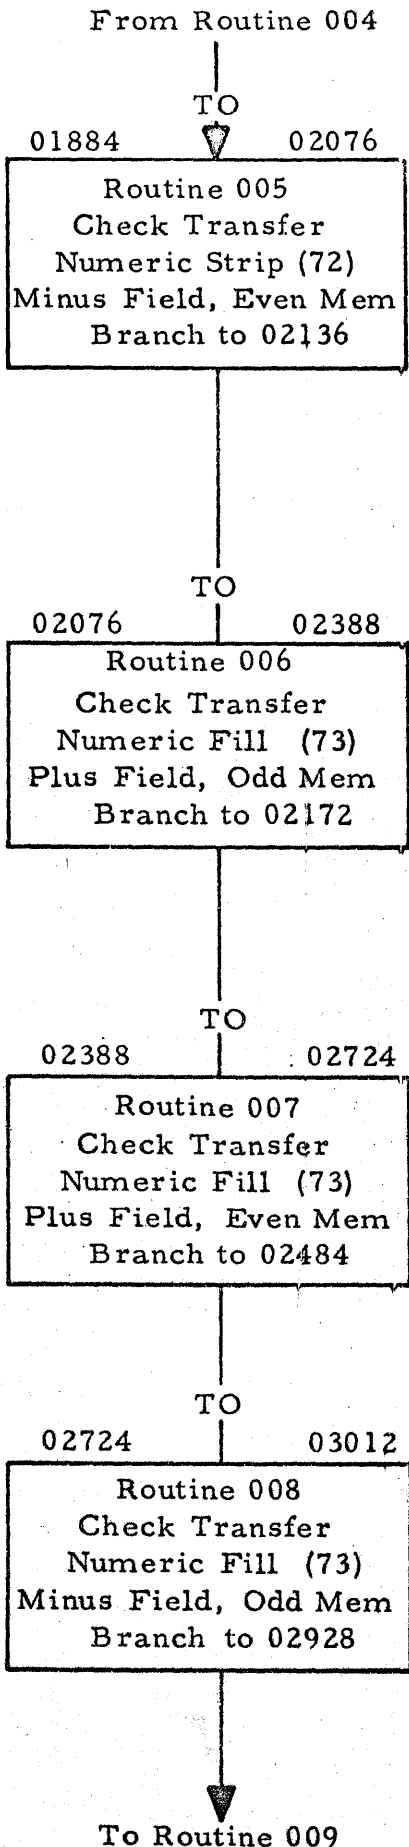 From Routine 004
TO
01884 02076
Routine 005
Check Transfer
Numeric Strip (72)
Minus Field, Even Mem
Branch to 02136
TO
02076 02388
Routine 006
Check Transfer
Numeric Fill (73)
Plus Field, Odd Mem
Branch to 02172
TO
02388 02724
Routine 007
Check Transfer
Numeric Fill (73)
Plus Field, Even Mem
Branch to 02484
TO
02724 03012
Routine 008
Check Transfer
Numeric Fill (73)
Minus Field, Odd Mem
Branch to 02928
To Routine 009